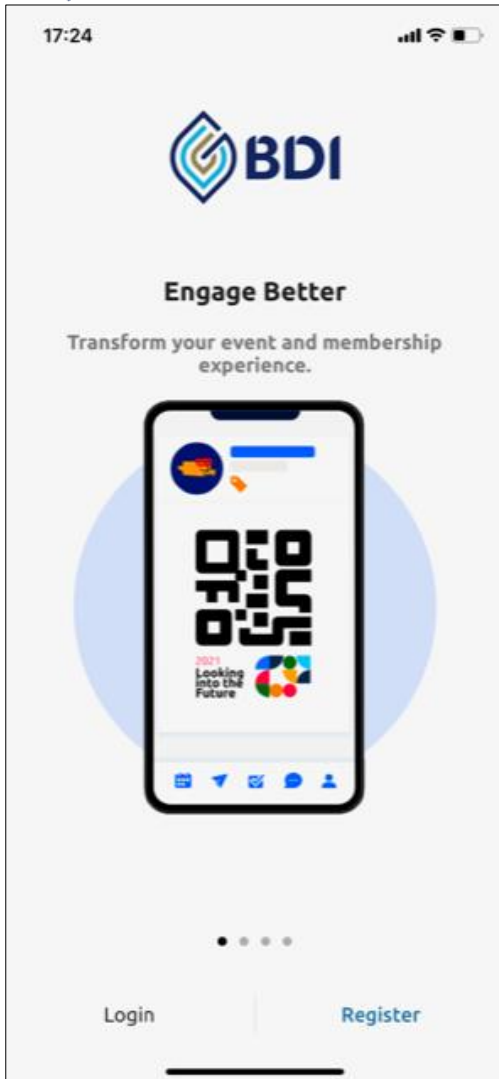 17:24
BDI
Engage Better
Transform your event and membership
experience.
2021
Looking
into the
Future
Login
Register